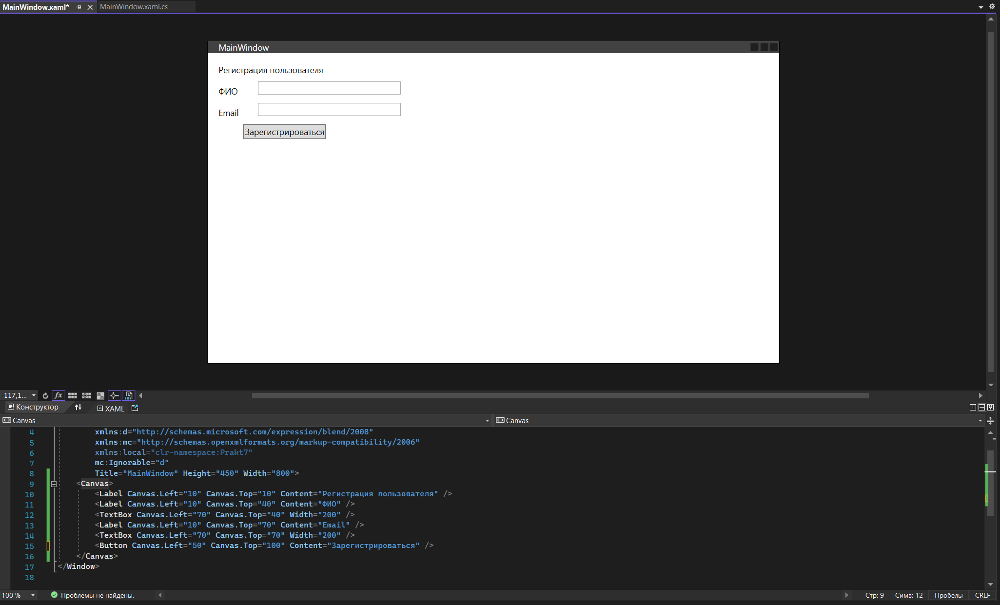 MainWindow.xaml* MainWindow.xaml.cs
MainWindow
Регистрация пользователя
ФИО
Email
Зарегистрироваться
117,1... fx
Конструктор XAML
Canvas Canvas
4 xmlns:d="http://schemas.microsoft.com/expression/blend/2008"
5 xmlns:mc="http://schemas.openxmlformats.org/markup-compatibility/2006"
6 xmlns:local="clr-namespace:Prakt7"
7 mc:Ignorable="d"
8 Title="MainWindow" Height="450" Width="800">
9 <Canvas>
10 <Label Canvas.Left="10" Canvas.Top="10" Content="Регистрация пользователя" />
11 <Label Canvas.Left="10" Canvas.Top="40" Content="ФИО" />
12 <TextBox Canvas.Left="70" Canvas.Top="40" Width="200" />
13 <Label Canvas.Left="10" Canvas.Top="70" Content="Email" />
14 <TextBox Canvas.Left="70" Canvas.Top="70" Width="200" />
15 <Button Canvas.Left="50" Canvas.Top="100" Content="Зарегистрироваться" />
16 </Canvas>
17 </Window>
18
100 % Проблемы не найдены. Стр: 9 Симв: 12 Пробелы CRLF